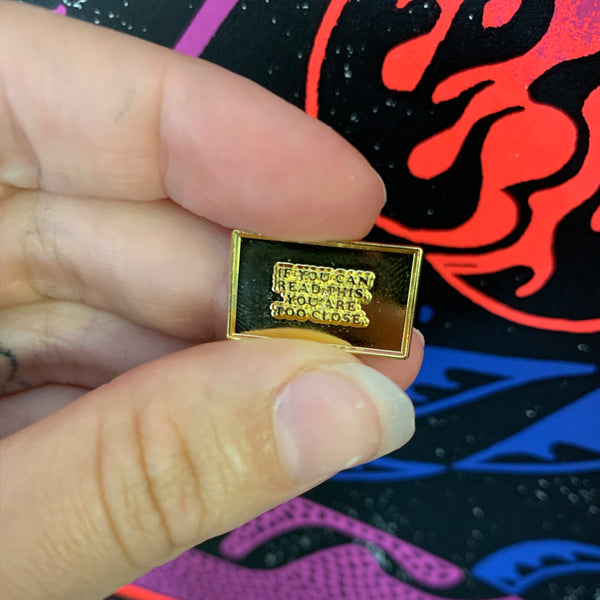 IF YOU CAN
READ THIS,
YOU ARE
TOO CLOSE.